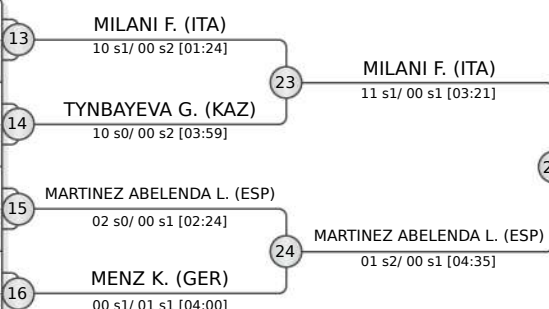 MILANI F. (ITA)
13
10 s1/ 00 s2 [01:24]
23
MILANI F. (ITA)
11 s1/ 00 s1 [03:21]
TYNBAYEVA G. (KAZ)
14
10 s0/ 00 s2 [03:59]
2
MARTINEZ ABELENDA L. (ESP)
15
02 s0/ 00 s1 [02:24]
24
MARTINEZ ABELENDA L. (ESP)
01 s2/ 00 s1 [04:35]
MENZ K. (GER)
16
00 s1/ 01 s1 [04:00]